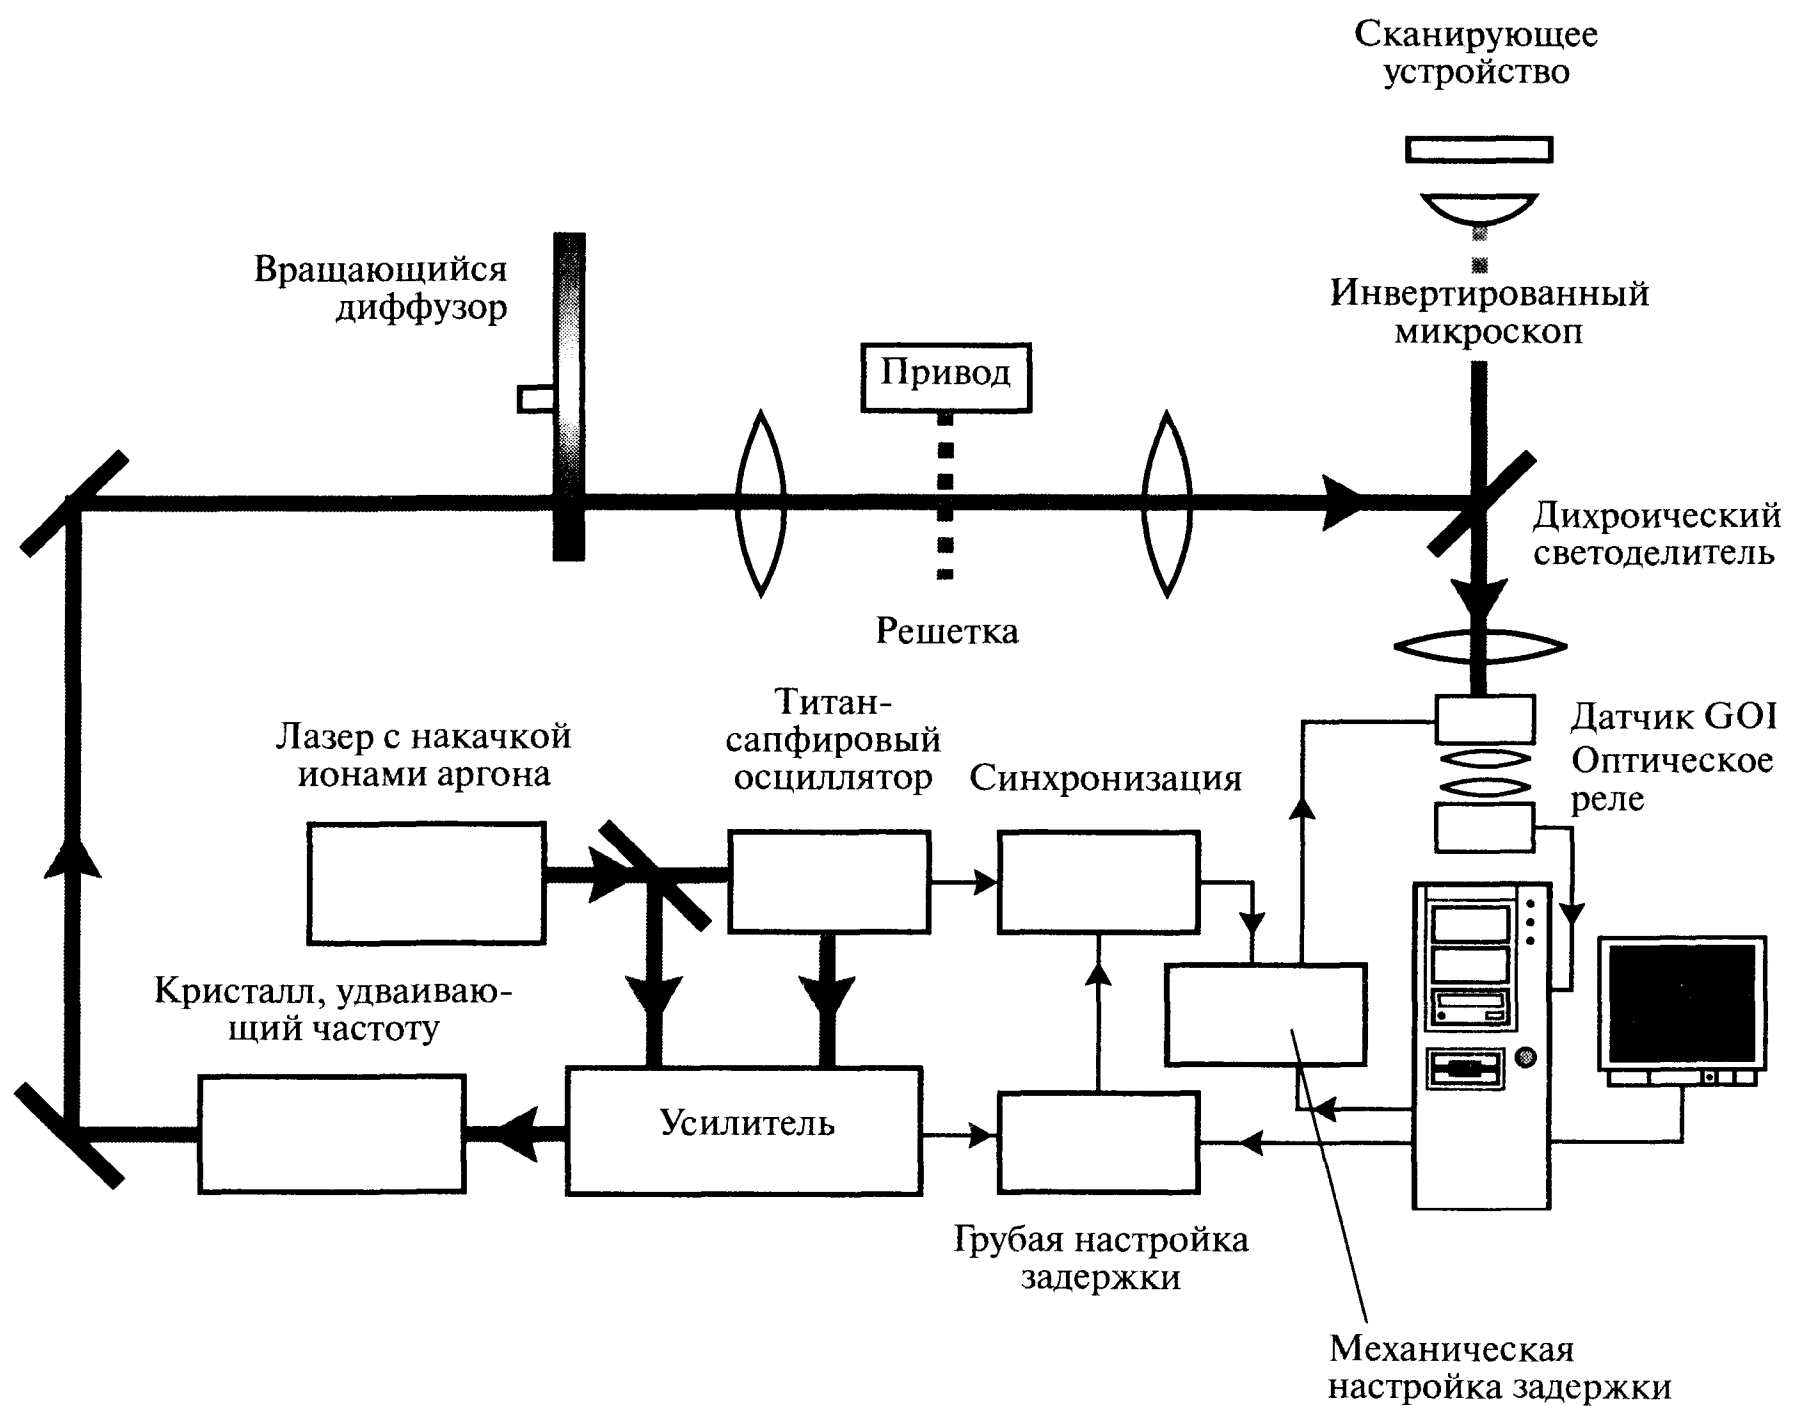 Сканирующее
устройство
Вращающийся
диффузор
Инвертированный
микроскоп
Привод
Дихроический
светоделитель
Решетка
Титан-
сапфировый
осциллятор
Лазер с накачкой
ионами аргона
Синхронизация
Датчик GOI
Оптическое
реле
Кристалл, удваиваю-
щий частоту
Усилитель
Грубая настройка
задержки
Механическая
настройка задержки